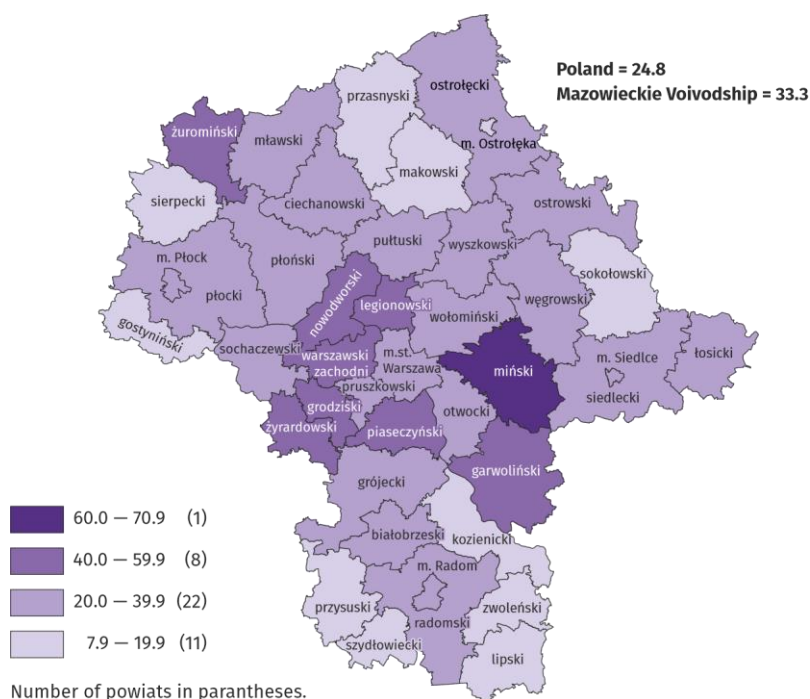 Poland = 24.8
Mazowieckie Voivodship = 33.3
ostrołęcki
przasnyski
żuromiński
mławski
m. Ostrołęka
makowski
sierpecki
ciechanowski
ostrowski
pułtuski
wyszkowski
m. Płock
płoński
sokołowski
płocki
nowodworski
legionowski
węgrowski
gostyniński
wołomiński
sochaczewski
warszawski
zachodni
m.st.
Warszawa
miński
m. Siedlce
łosicki
pruszkowski
siedlecki
grodziski
otwocki
żyrardowski
piaseczyński
garwoliński
grójecki
białobrzeski
kozienicki
m. Radom
przysuski
zwoleński
radomski
szydłowiecki
lipski
60.0 — 70.9 (1)
40.0 — 59.9 (8)
20.0 — 39.9 (22)
7.9 — 19.9 (11)
Number of powiats in parantheses.